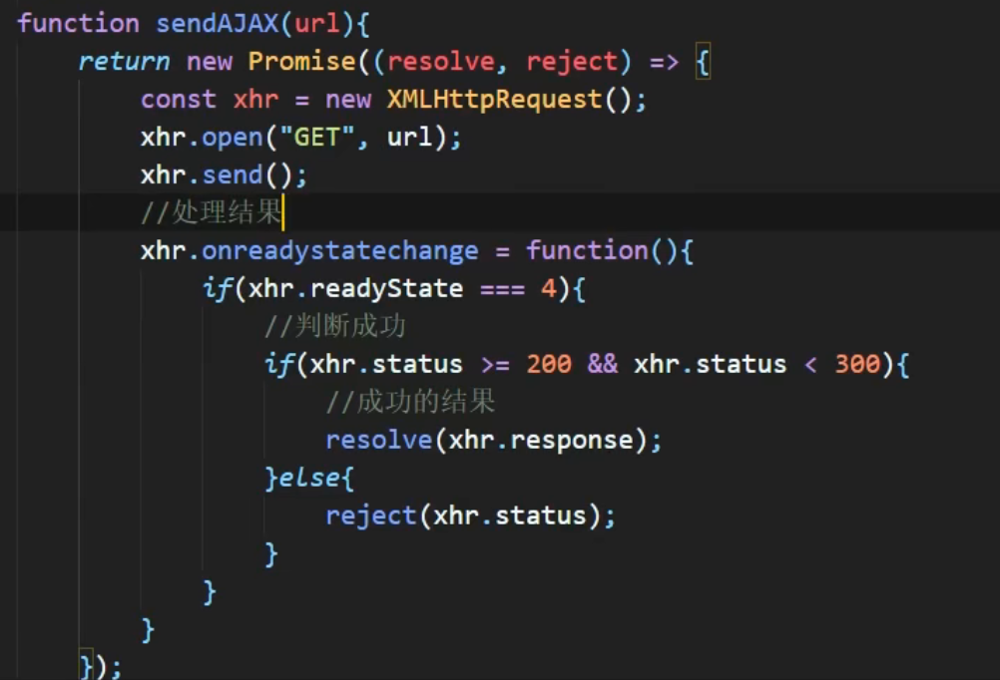 function sendAJAX(url){
    return new Promise((resolve, reject) => {
        const xhr = new XMLHttpRequest();
        xhr.open("GET", url);
        xhr.send();
        //处理结果
        xhr.onreadystatechange = function(){
            if(xhr.readyState === 4){
                //判断成功
                if(xhr.status >= 200 && xhr.status < 300){
                    //成功的结果
                    resolve(xhr.response);
                }else{
                    reject(xhr.status);
                }
            }
        }
    });